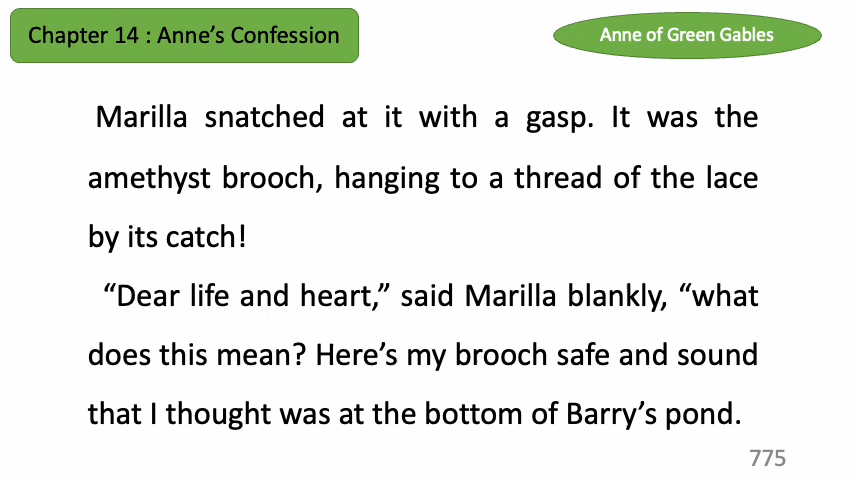 Chapter 14 : Anne’s Confession
Anne of Green Gables
Marilla snatched at it with a gasp. It was the
amethyst brooch, hanging to a thread of the lace
by its catch!
“Dear life and heart,” said Marilla blankly, “what
does this mean? Here’s my brooch safe and sound
that I thought was at the bottom of Barry’s pond.
775